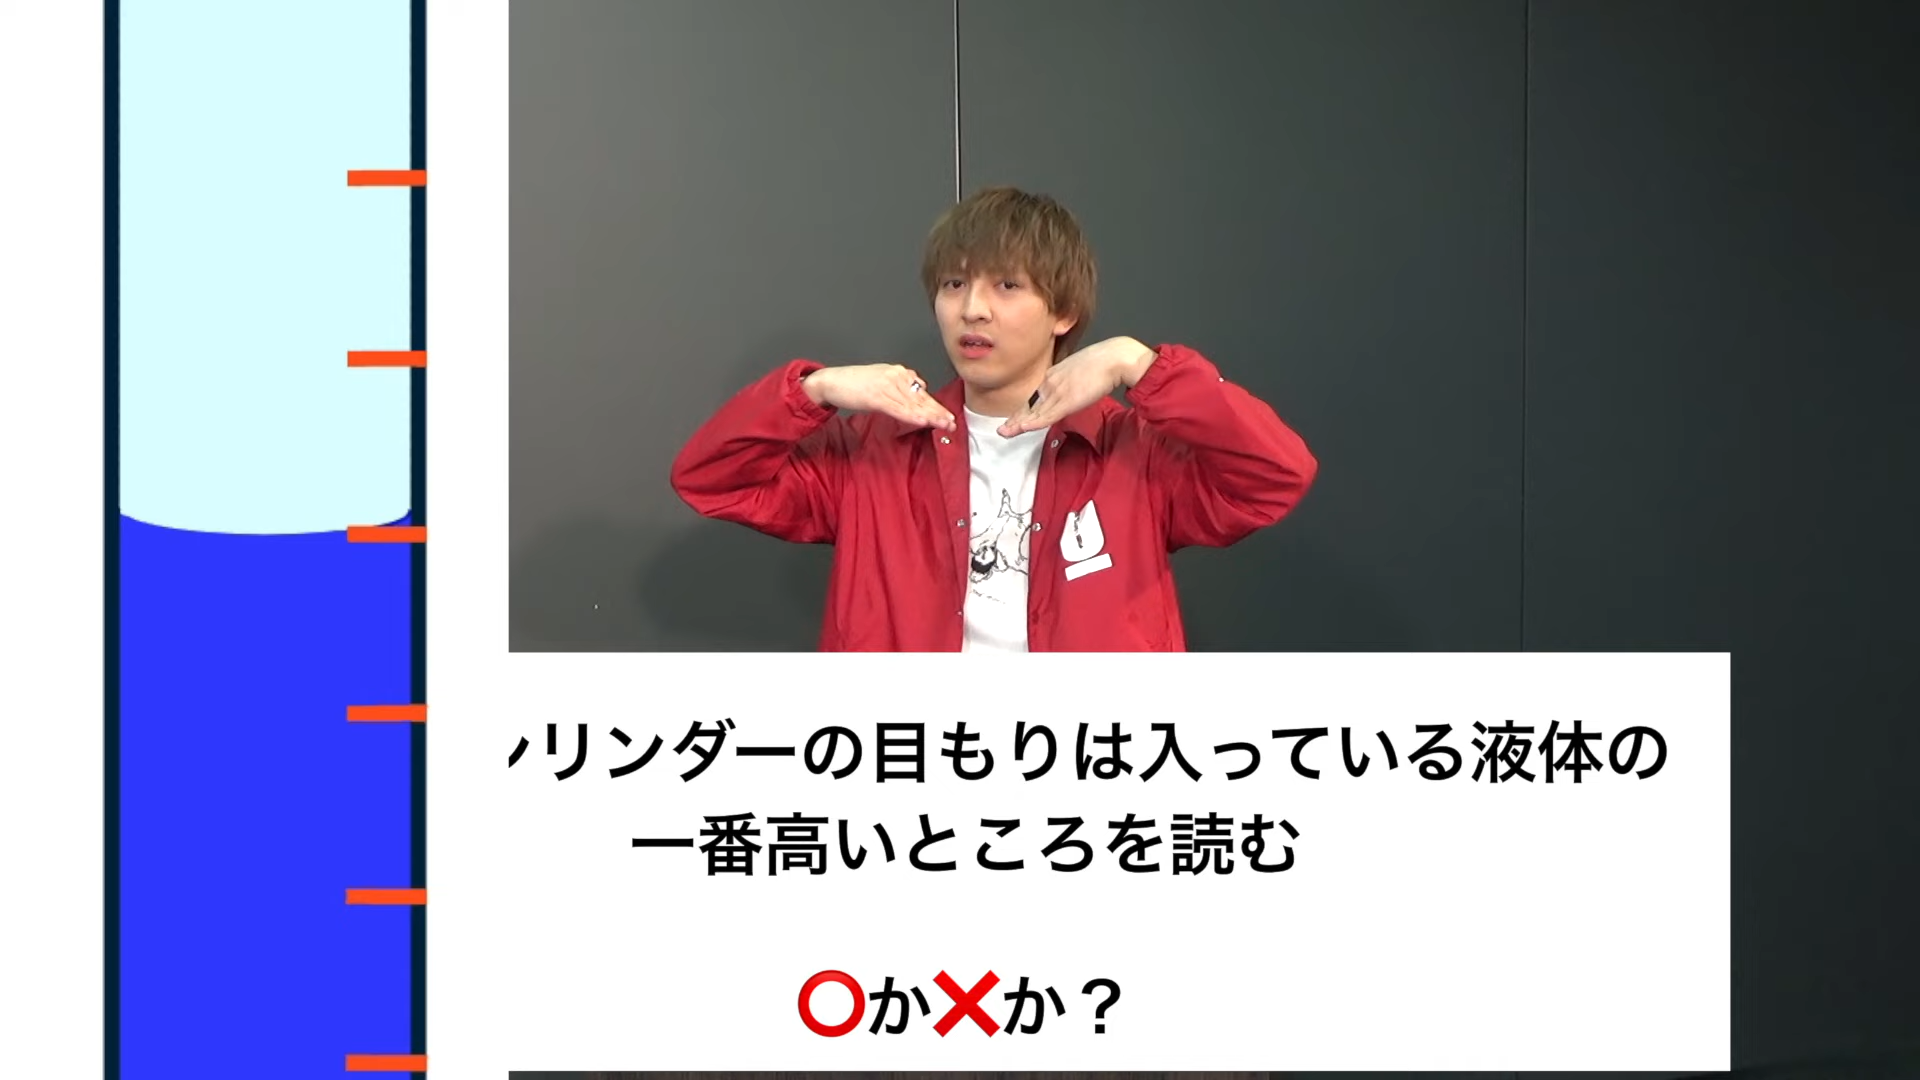 シリンダーの目もりは入っている液体の
一番高いところを読む
⭕か❌か？